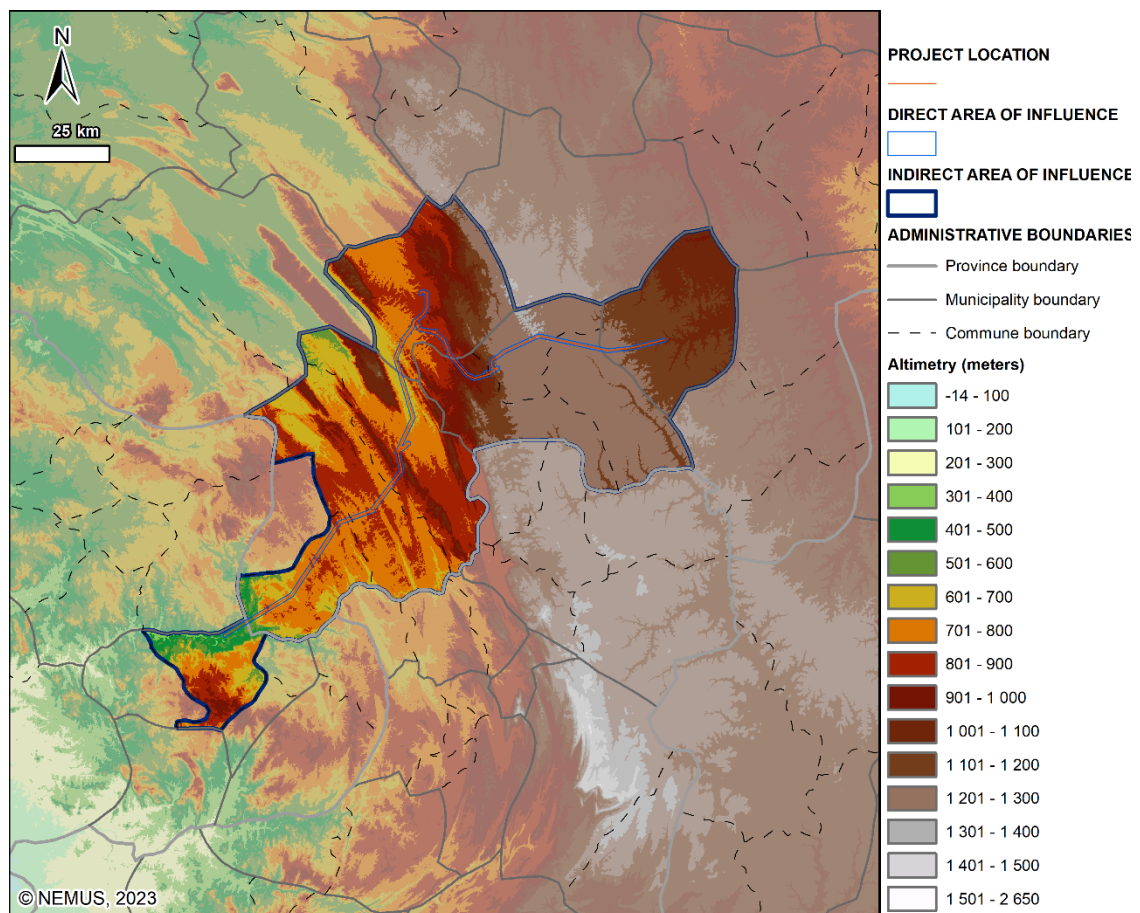 N
25 km
© NEMUS, 2023
PROJECT LOCATION
DIRECT AREA OF INFLUENCE
INDIRECT AREA OF INFLUENCE
ADMINISTRATIVE BOUNDARIES
Province boundary
Municipality boundary
Commune boundary
Altimetry (meters)
-14 - 100
101 - 200
201 - 300
301 - 400
401 - 500
501 - 600
601 - 700
701 - 800
801 - 900
901 - 1 000
1 001 - 1 100
1 101 - 1 200
1 201 - 1 300
1 301 - 1 400
1 401 - 1 500
1 501 - 2 650